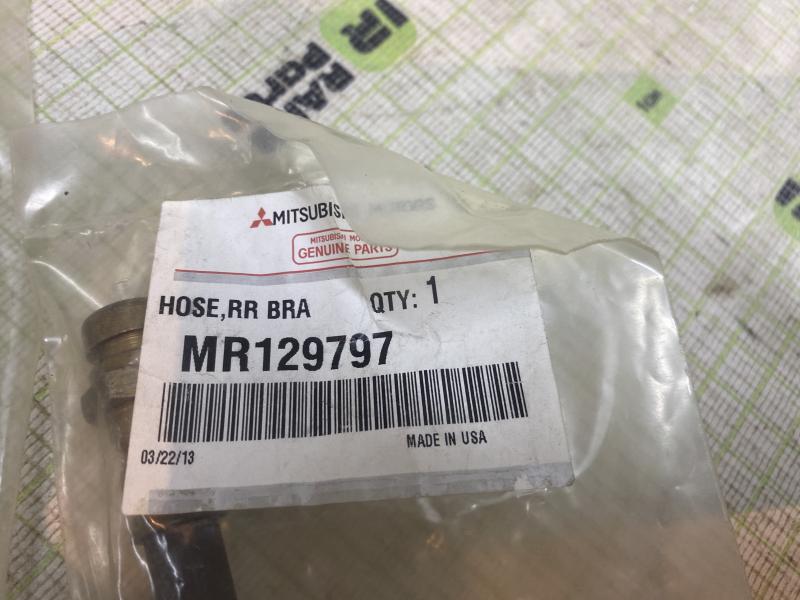 MITSUBIS
MITSUBISHI MO
GENUINE PARTS
HOSE,RR BRA QTY: 1
MR129797
MADE IN USA
03/22/13